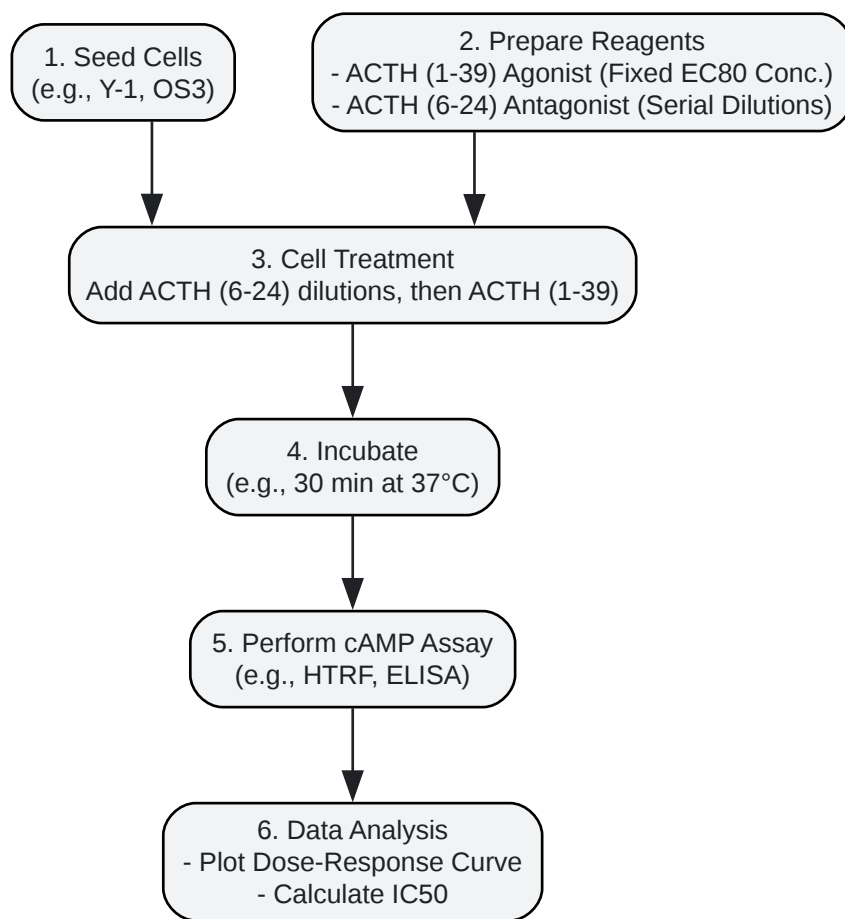 1. Seed Cells
(e.g., Y-1, OS3)
2. Prepare Reagents
- ACTH (1-39) Agonist (Fixed EC80 Conc.)
- ACTH (6-24) Antagonist (Serial Dilutions)
3. Cell Treatment
Add ACTH (6-24) dilutions, then ACTH (1-39)
4. Incubate
(e.g., 30 min at 37°C)
5. Perform cAMP Assay
(e.g., HTRF, ELISA)
6. Data Analysis
- Plot Dose-Response Curve
- Calculate IC50